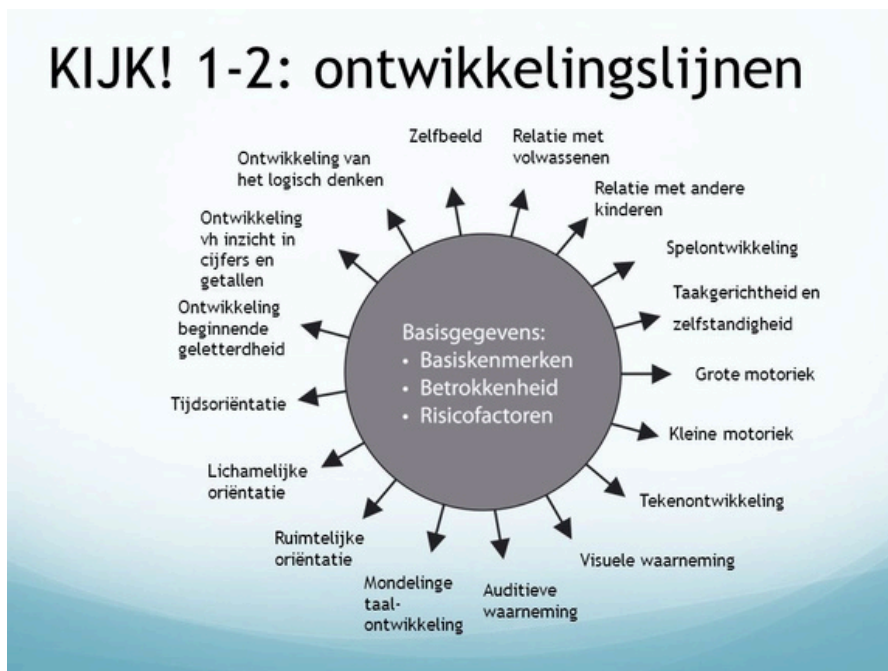 KIJK! 1-2: ontwikkelingslijnen
Zelfbeeld
Relatie met
volwassenen
Relatie met andere
kinderen
Spelontwikkeling
Taakgerichtheid en
zelfstandigheid
Grote motoriek
Kleine motoriek
Tekenontwikkeling
Visuele waarneming
Auditieve
waarneming
Mondelinge
taal-
ontwikkeling
Ruimtelijke
oriëntatie
Lichamelijke
oriëntatie
Tijdsoriëntatie
Ontwikkeling
beginnende
geletterdheid
Ontwikkeling
vh inzicht in
cijfers en
getallen
Ontwikkeling van
het logisch denken
Basisgegevens:
• Basiskenmerken
• Betrokkenheid
• Risicofactoren